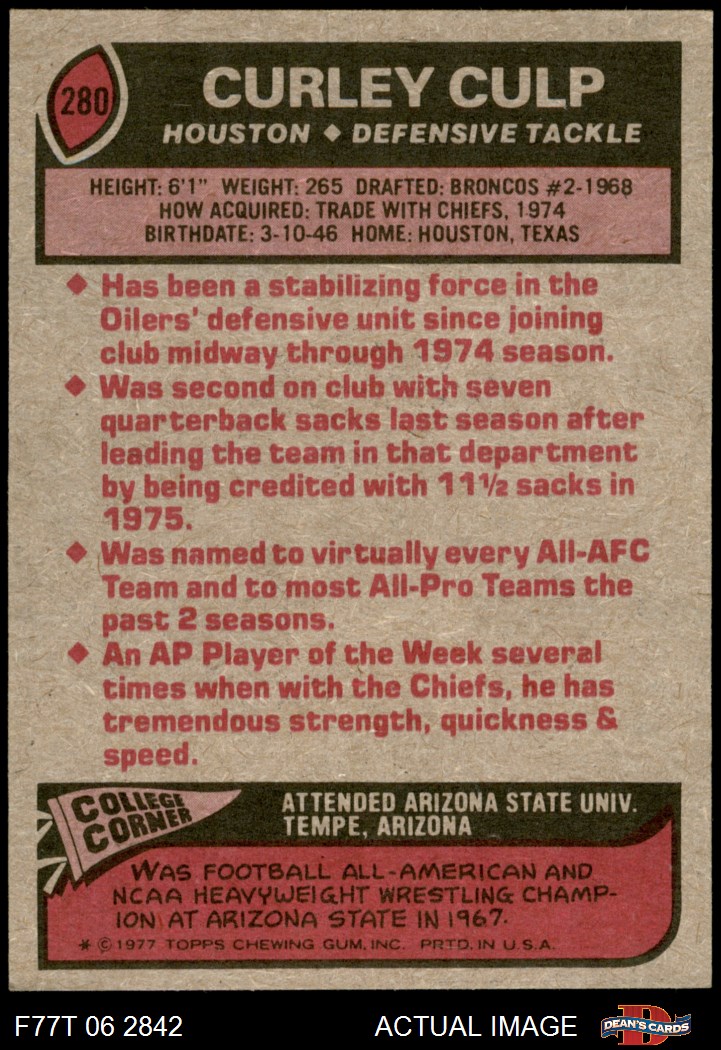 280
CURLEY CULP
HOUSTON ◆ DEFENSIVE TACKLE
HEIGHT: 6'1" WEIGHT: 265 DRAFTED: BRONCOS #2-1968
HOW ACQUIRED: TRADE WITH CHIEFS, 1974
BIRTHDATE: 3-10-46 HOME: HOUSTON, TEXAS
◆ Has been a stabilizing force in the
Oilers' defensive unit since joining
club midway through 1974 season.
◆ Was second on club with seven
quarterback sacks last season after
leading the team in that department
by being credited with 11½ sacks in
1975.
◆ Was named to virtually every All-AFC
Team and to most All-Pro Teams the
past 2 seasons.
◆ An AP Player of the Week several
times when with the Chiefs, he has
tremendous strength, quickness &
speed.
COLLEGE
CORNER
ATTENDED ARIZONA STATE UNIV.
TEMPE, ARIZONA
WAS FOOTBALL ALL-AMERICAN AND
NCAA HEAVYWEIGHT WRESTLING CHAMP-
ION AT ARIZONA STATE IN 1967.
* © 1977 TOPPS CHEWING GUM, INC. PRTD. IN U.S.A.
F77T 06 2842
ACTUAL IMAGE
D
DEAN'S CARDS